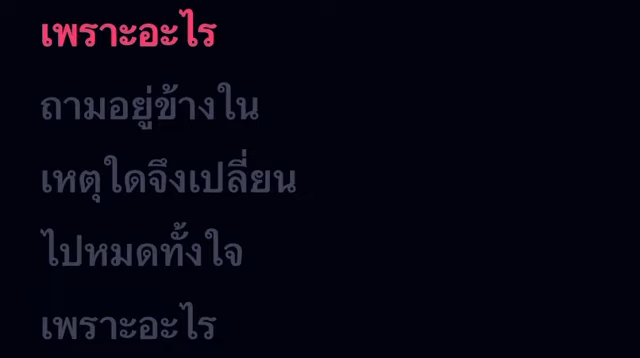 เพราะอะไร
ถามอยู่ข้างใน
เหตุใดจึงเปลี่ยน
ไปหมดทั้งใจ
เพราะอะไร